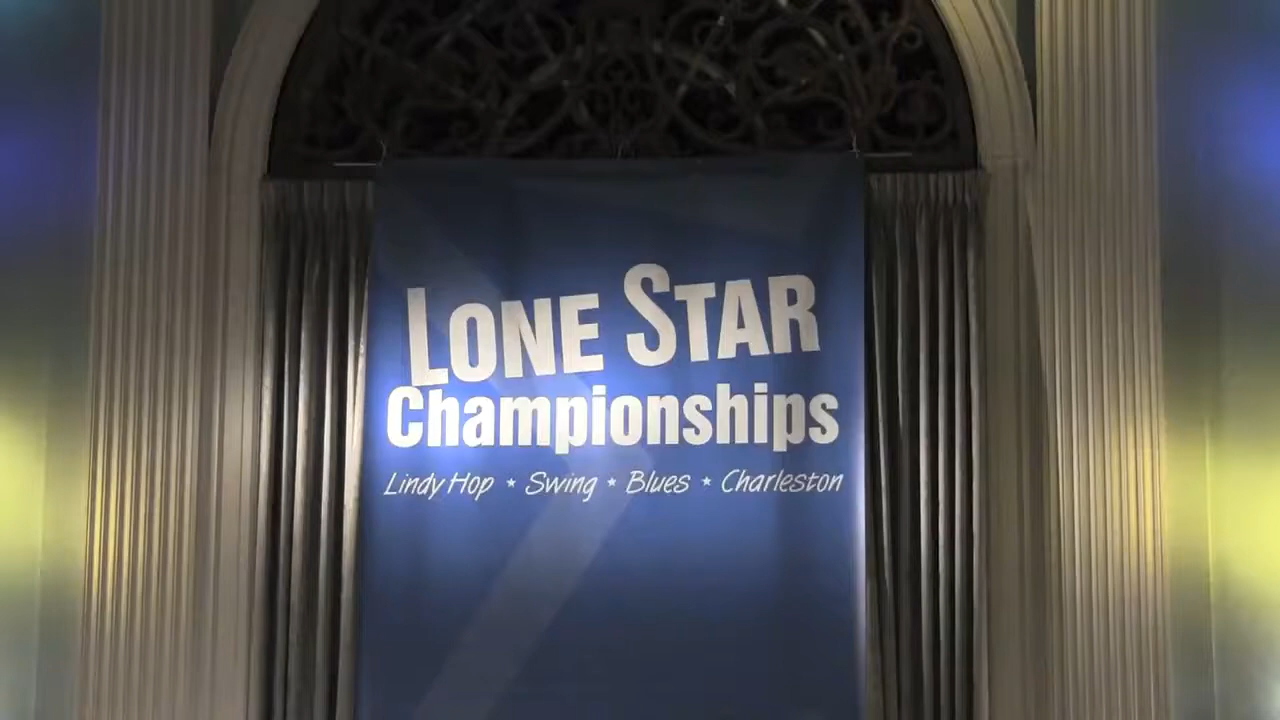 LONE STAR
Championships
Lindy Hop ★ Swing ★ Blues ★ Charleston